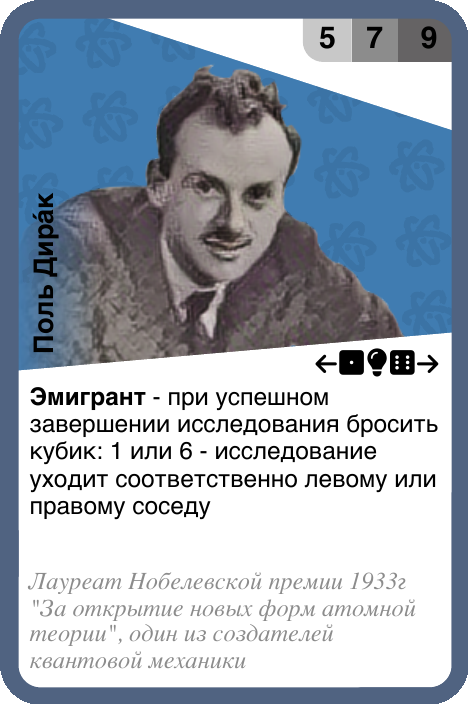 5 7 9
Поль Дира́к
Эмигрант - при успешном
завершении исследования бросить
кубик: 1 или 6 - исследование
уходит соответственно левому или
правому соседу
Лауреат Нобелевской премии 1933г
"За открытие новых форм атомной
теории", один из создателей
квантовой механики